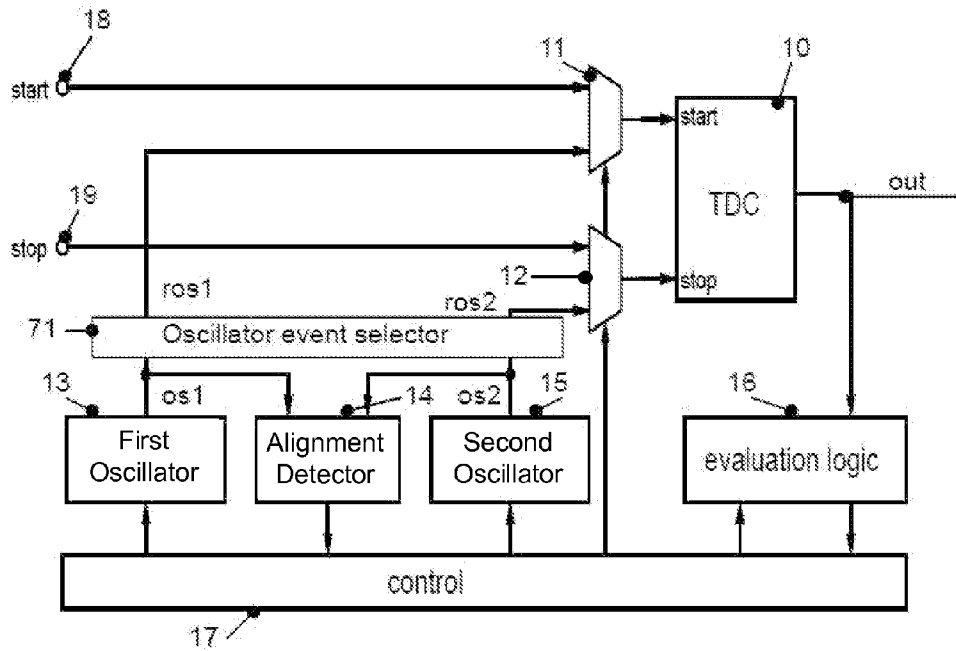 18
11
10
start
start
19
TDC
out
stop
12
stop
ros1
ros2
71
Oscillator event selector
13
os1
14
os2
15
16
First
Oscillator
Alignment
Detector
Second
Oscillator
evaluation logic
control
17